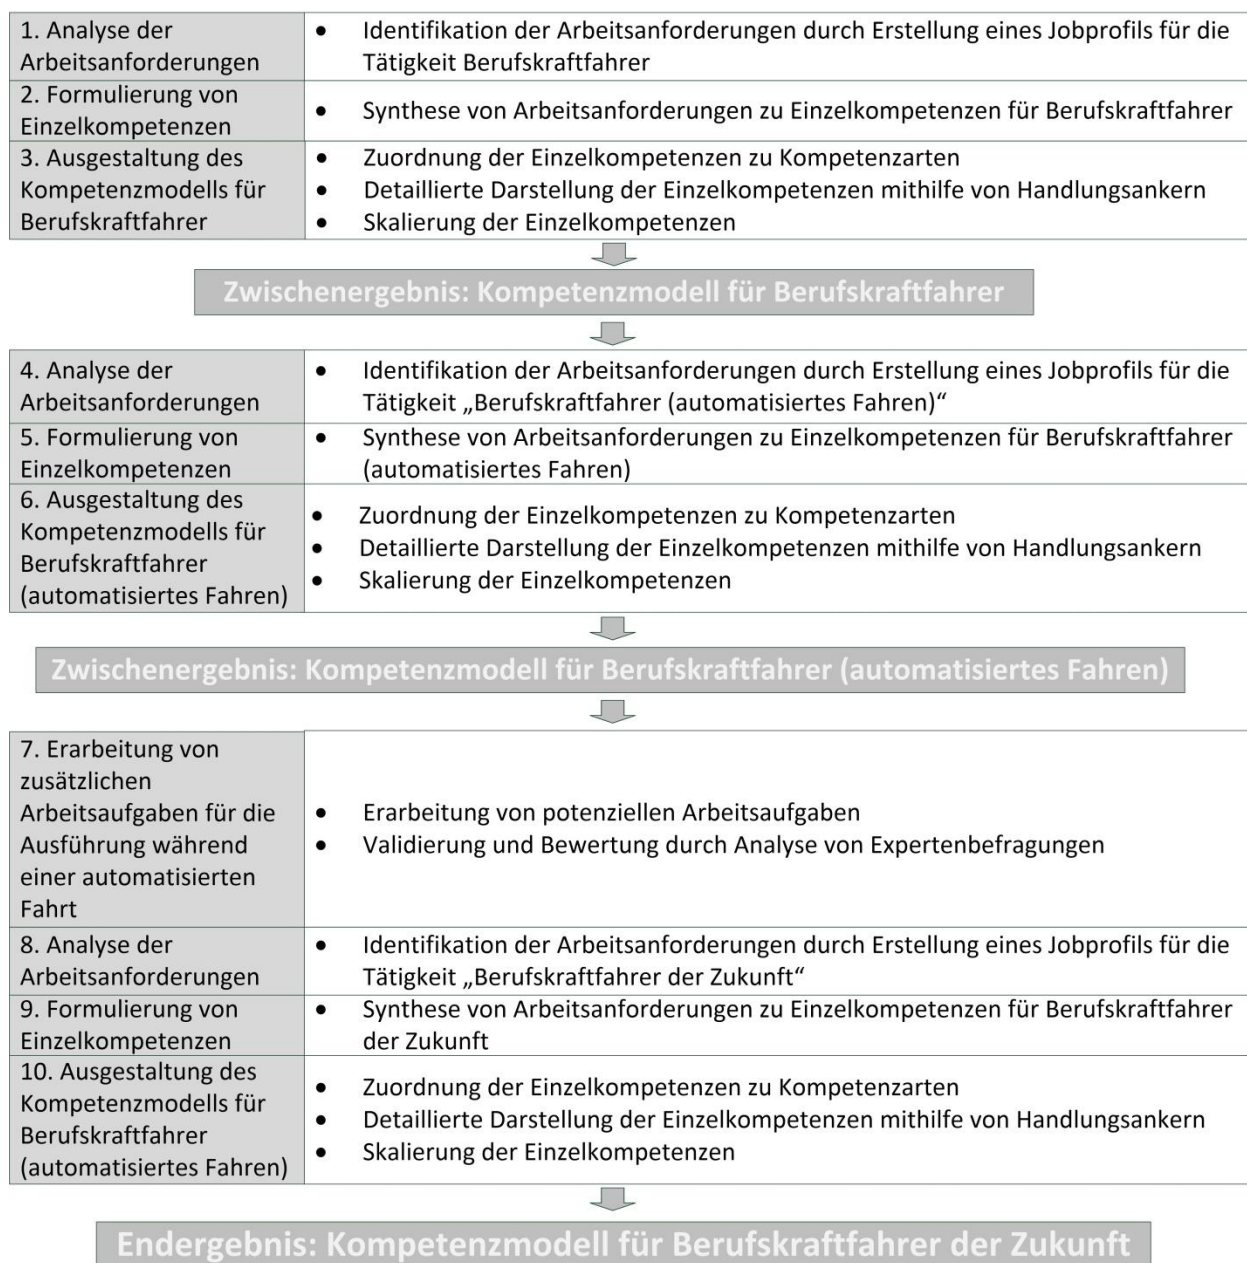 1. Analyse der
Arbeitsanforderungen
• Identifikation der Arbeitsanforderungen durch Erstellung eines Jobprofils für die
Tätigkeit Berufskraftfahrer
2. Formulierung von
Einzelkompetenzen
• Synthese von Arbeitsanforderungen zu Einzelkompetenzen für Berufskraftfahrer
3. Ausgestaltung des
Kompetenzmodells für
Berufskraftfahrer
• Zuordnung der Einzelkompetenzen zu Kompetenzarten
• Detaillierte Darstellung der Einzelkompetenzen mithilfe von Handlungsankern
• Skalierung der Einzelkompetenzen
Zwischenergebnis: Kompetenzmodell für Berufskraftfahrer
4. Analyse der
Arbeitsanforderungen
• Identifikation der Arbeitsanforderungen durch Erstellung eines Jobprofils für die
Tätigkeit „Berufskraftfahrer (automatisiertes Fahren)“
5. Formulierung von
Einzelkompetenzen
• Synthese von Arbeitsanforderungen zu Einzelkompetenzen für Berufskraftfahrer
(automatisiertes Fahren)
6. Ausgestaltung des
Kompetenzmodells für
Berufskraftfahrer
(automatisiertes Fahren)
• Zuordnung der Einzelkompetenzen zu Kompetenzarten
• Detaillierte Darstellung der Einzelkompetenzen mithilfe von Handlungsankern
• Skalierung der Einzelkompetenzen
Zwischenergebnis: Kompetenzmodell für Berufskraftfahrer (automatisiertes Fahren)
7. Erarbeitung von
zusätzlichen
Arbeitsaufgaben für die
Ausführung während
einer automatisierten
Fahrt
• Erarbeitung von potenziellen Arbeitsaufgaben
• Validierung und Bewertung durch Analyse von Expertenbefragungen
8. Analyse der
Arbeitsanforderungen
• Identifikation der Arbeitsanforderungen durch Erstellung eines Jobprofils für die
Tätigkeit „Berufskraftfahrer der Zukunft“
9. Formulierung von
Einzelkompetenzen
• Synthese von Arbeitsanforderungen zu Einzelkompetenzen für Berufskraftfahrer
der Zukunft
10. Ausgestaltung des
Kompetenzmodells für
Berufskraftfahrer
(automatisiertes Fahren)
• Zuordnung der Einzelkompetenzen zu Kompetenzarten
• Detaillierte Darstellung der Einzelkompetenzen mithilfe von Handlungsankern
• Skalierung der Einzelkompetenzen
Endergebnis: Kompetenzmodell für Berufskraftfahrer der Zukunft